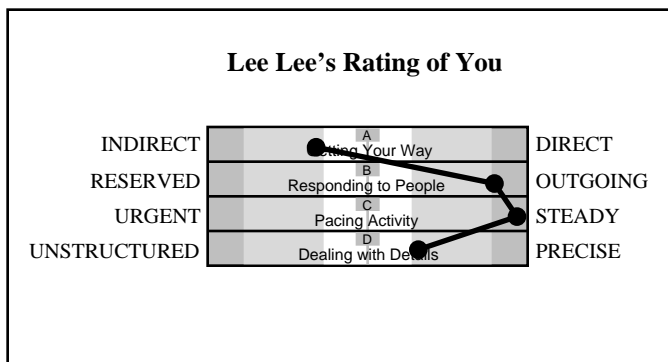 Lee Lee's Rating of You
INDIRECT A DIRECT
Getting Your Way
RESERVED B OUTGOING
Responding to People
URGENT C STEADY
Pacing Activity
UNSTRUCTURED D PRECISE
Dealing with Details